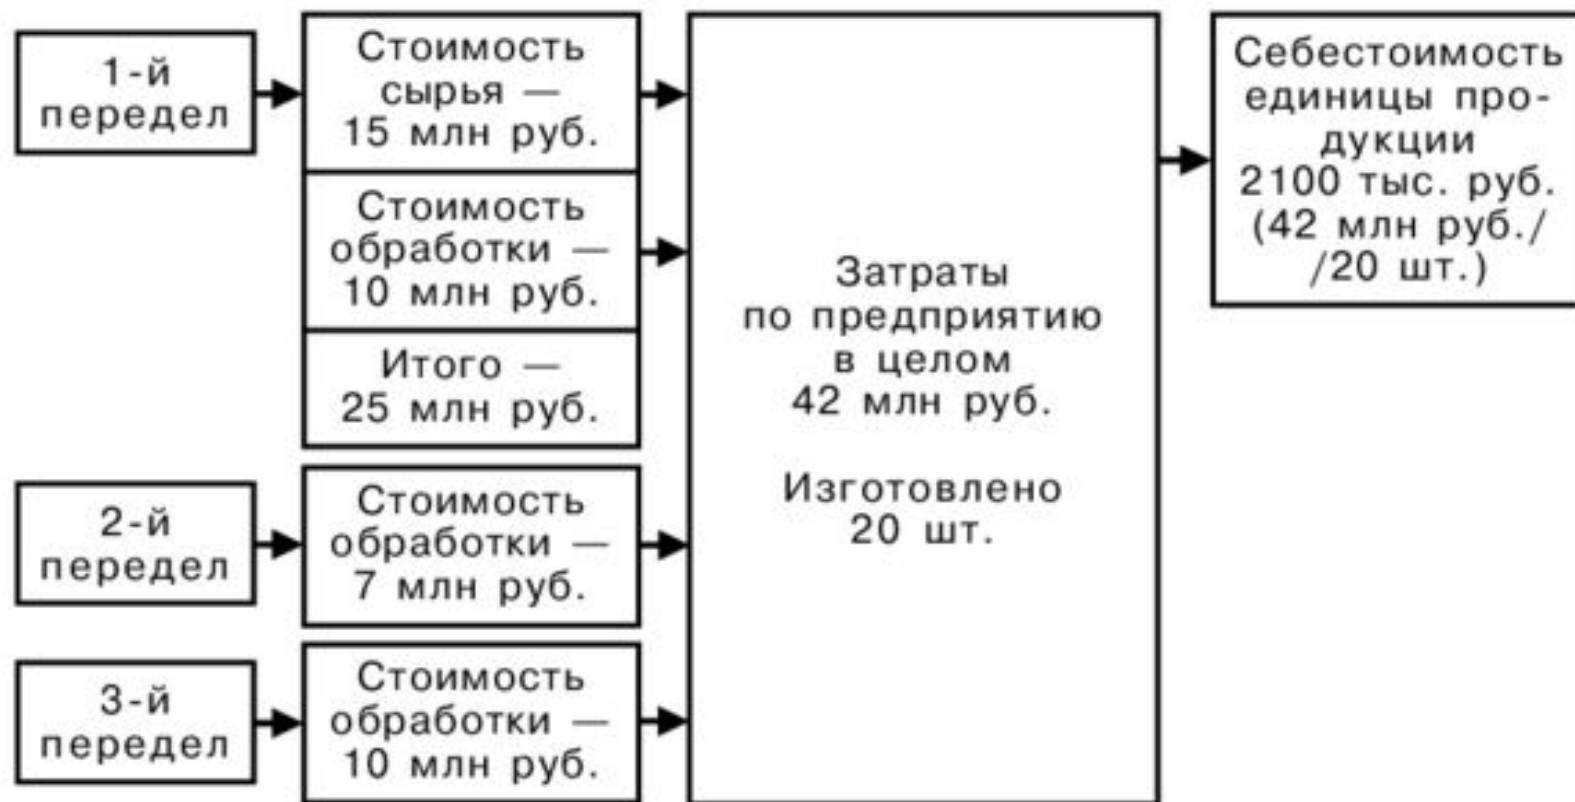 1-й
передел
Стоимость
сырья —
15 млн руб.
Стоимость
обработки —
10 млн руб.
Итого —
25 млн руб.
2-й
передел
Стоимость
обработки —
7 млн руб.
3-й
передел
Стоимость
обработки —
10 млн руб.
Затраты
по предприятию
в целом
42 млн руб.
Изготовлено
20 шт.
Себестоимость
единицы про-
дукции
2100 тыс. руб.
(42 млн руб./
/20 шт.)